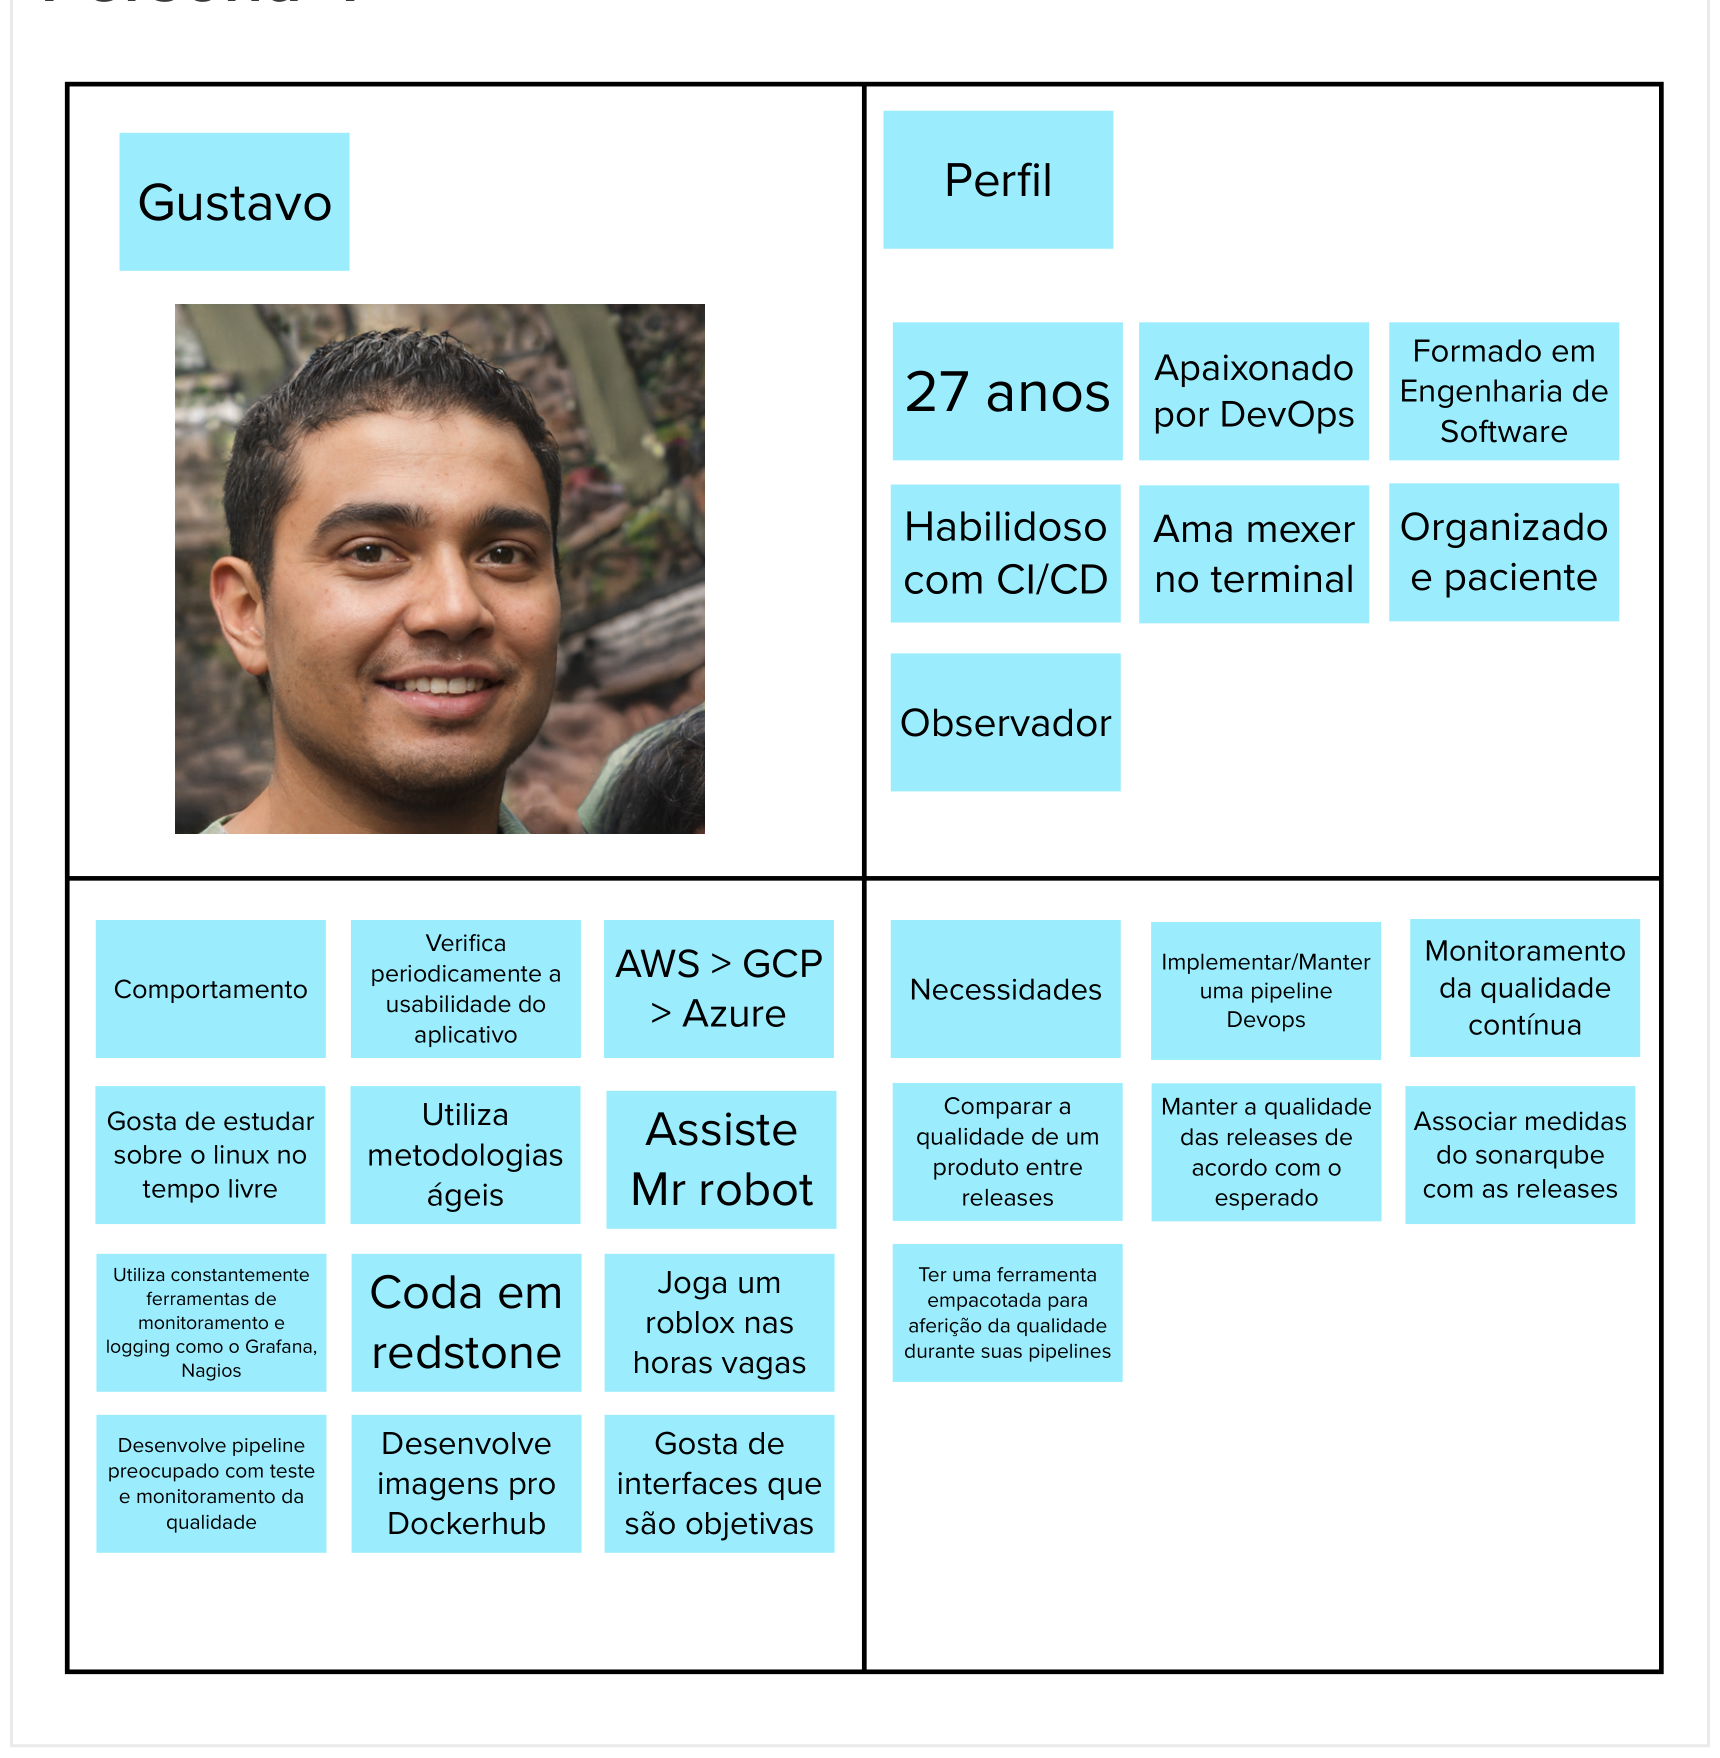 Persona 1
Gustavo
Perfil
27 anos
Apaixonado
por DevOps
Formado em
Engenharia de
Software
Habilidoso
com CI/CD
Ama mexer
no terminal
Organizado
e paciente
Observador
Comportamento
Verifica
periodicamente a
usabilidade do
aplicativo
AWS > GCP
> Azure
Gosta de estudar
sobre o linux no
tempo livre
Utiliza
metodologias
ágeis
Assiste
Mr robot
Utiliza constantemente
ferramentas de
monitoramento e
logging como o Grafana,
Nagios
Coda em
redstone
Joga um
roblox nas
horas vagas
Desenvolve pipeline
preocupado com teste
e monitoramento da
qualidade
Desenvolve
imagens pro
Dockerhub
Gosta de
interfaces que
são objetivas
Necessidades
Implementar/Manter
uma pipeline
Devops
Monitoramento
da qualidade
contínua
Comparar a
qualidade de um
produto entre
releases
Manter a qualidade
das releases de
acordo com o
esperado
Associar medidas
do sonarqube
com as releases
Ter uma ferramenta
empacotada para
aferição da qualidade
durante suas pipelines